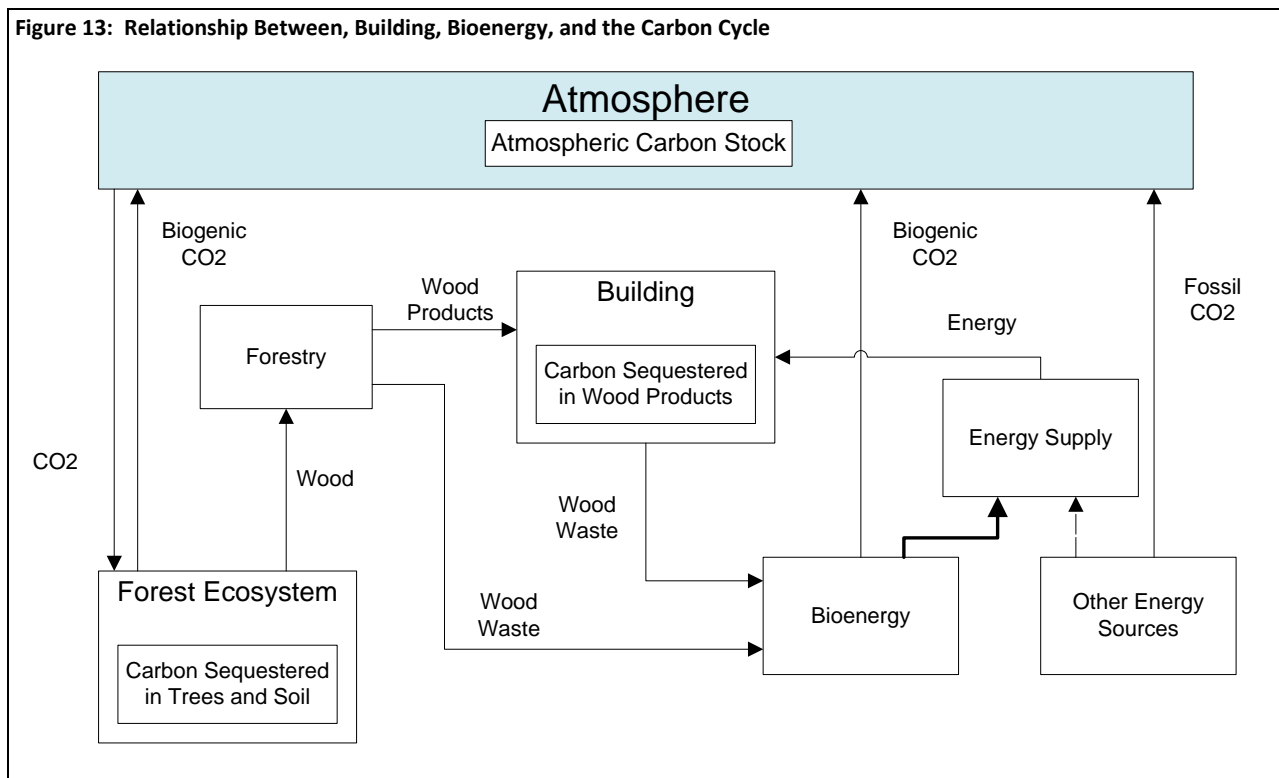 Figure 13: Relationship Between, Building, Bioenergy, and the Carbon Cycle
Atmosphere
Atmospheric Carbon Stock
Biogenic
CO2
Biogenic
CO2
Fossil
CO2
Wood
Products
Building
Energy
Forestry
Carbon Sequestered
in Wood Products
Energy Supply
CO2
Wood
Wood
Waste
Forest Ecosystem
Wood
Waste
Bioenergy
Other Energy
Sources
Carbon Sequestered
in Trees and Soil